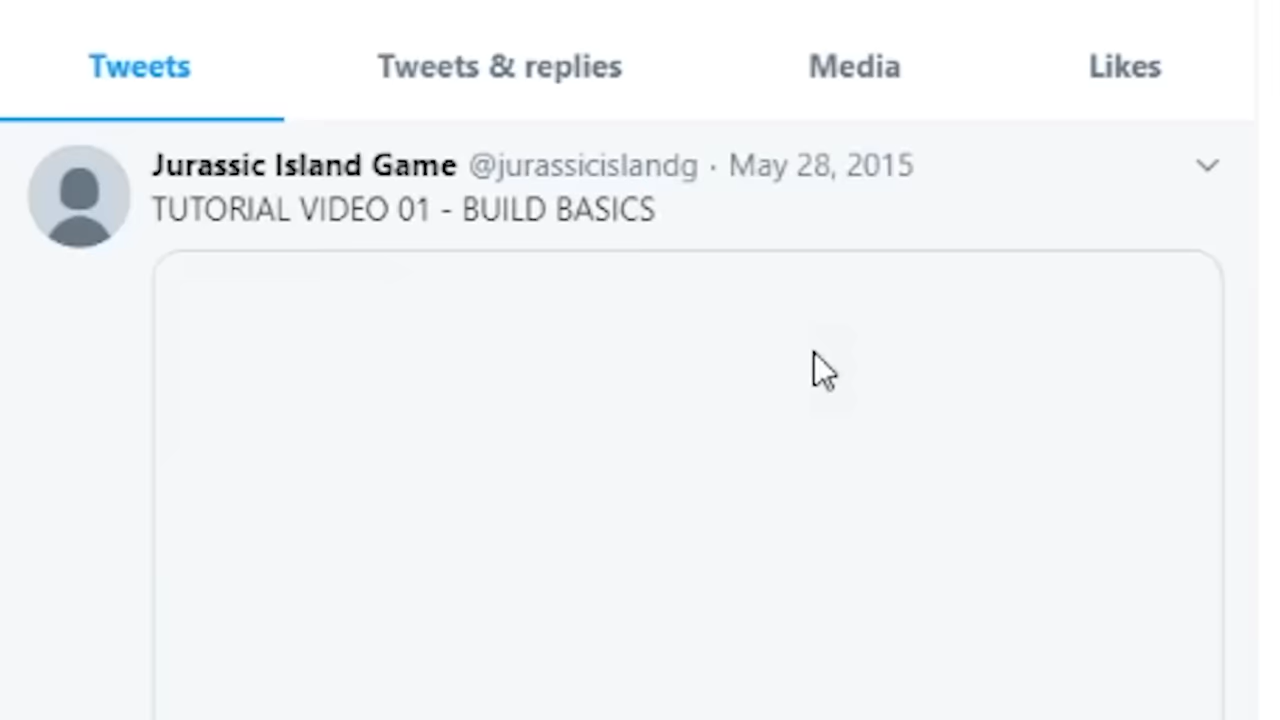 Tweets Tweets & replies Media Likes
Jurassic Island Game @jurassicislandg · May 28, 2015
TUTORIAL VIDEO 01 - BUILD BASICS